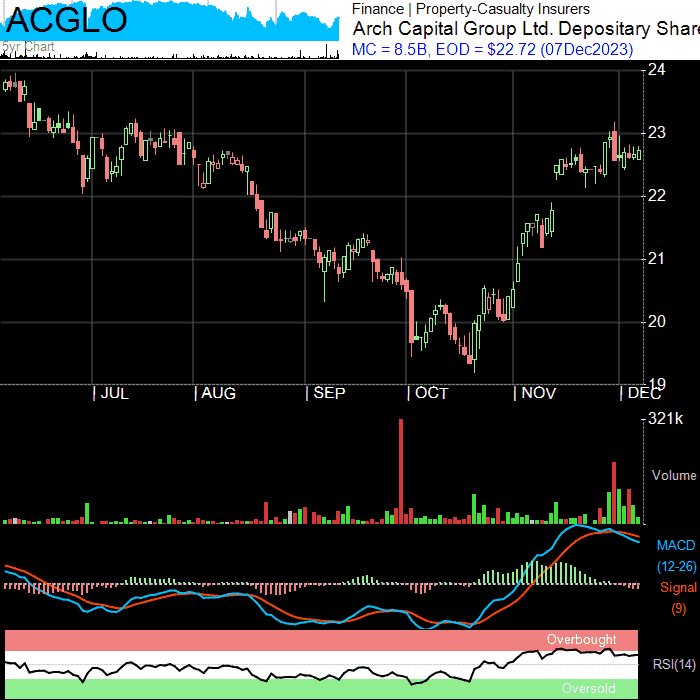 ACGLO
5yr Chart
Finance | Property-Casualty Insurers
Arch Capital Group Ltd. Depositary Share
MC = 8.5B, EOD = $22.72 (07Dec2023)
24
23
22
21
20
19
JUL AUG SEP OCT NOV DEC
321k
Volume
MACD
(12-26)
Signal
(9)
Overbought
RSI(14)
Oversold